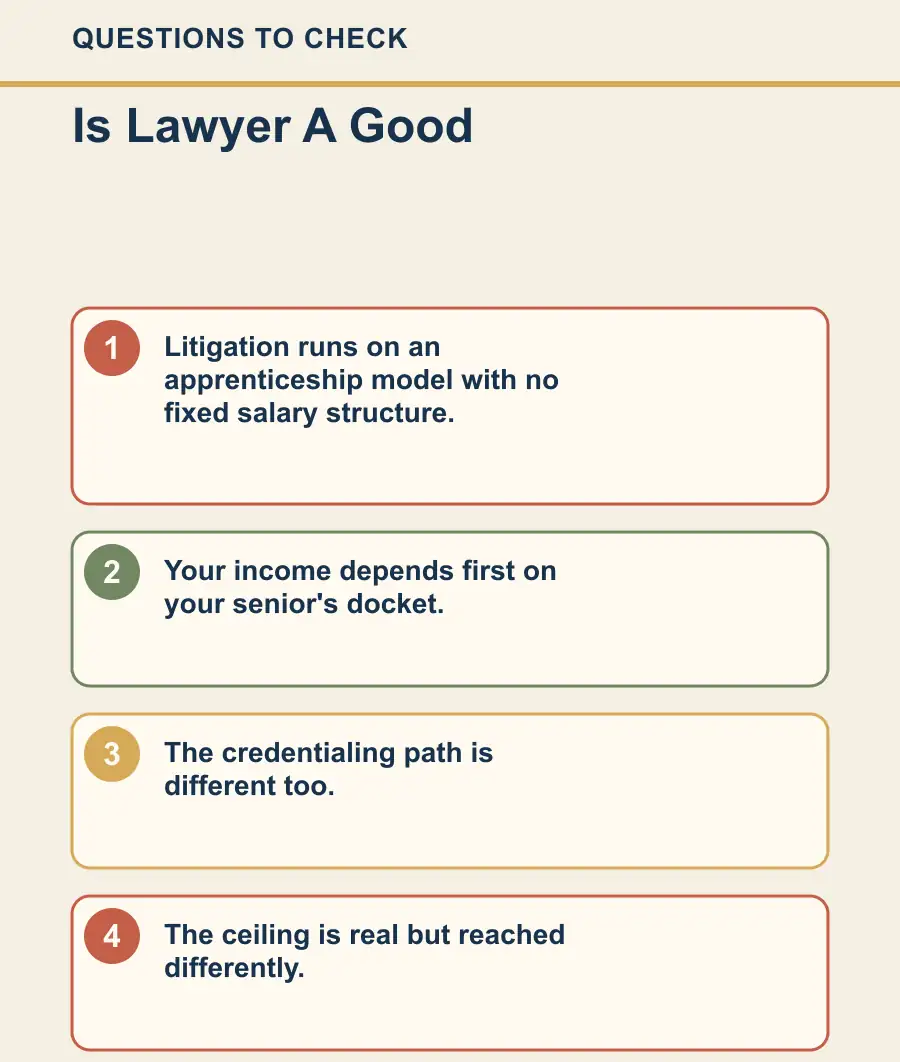 QUESTIONS TO CHECK
Is Lawyer A Good
1
Litigation runs on an
apprenticeship model with no
fixed salary structure.
2
Your income depends first on
your senior's docket.
3
The credentialing path is
different too.
4
The ceiling is real but reached
differently.